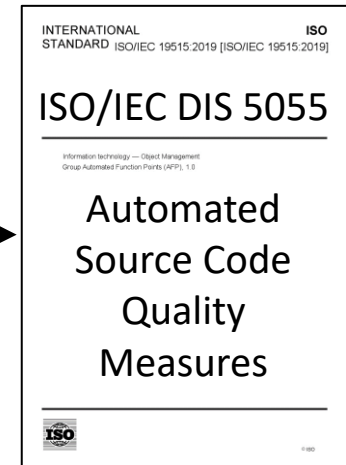 INTERNATIONAL ISO
STANDARD ISO/IEC 19515:2019 [ISO/IEC 19515:2019]
ISO/IEC DIS 5055
Information technology — Object Management
Group Automated Function Points (AFP), 1.0
Automated
Source Code
Quality
Measures
ISO